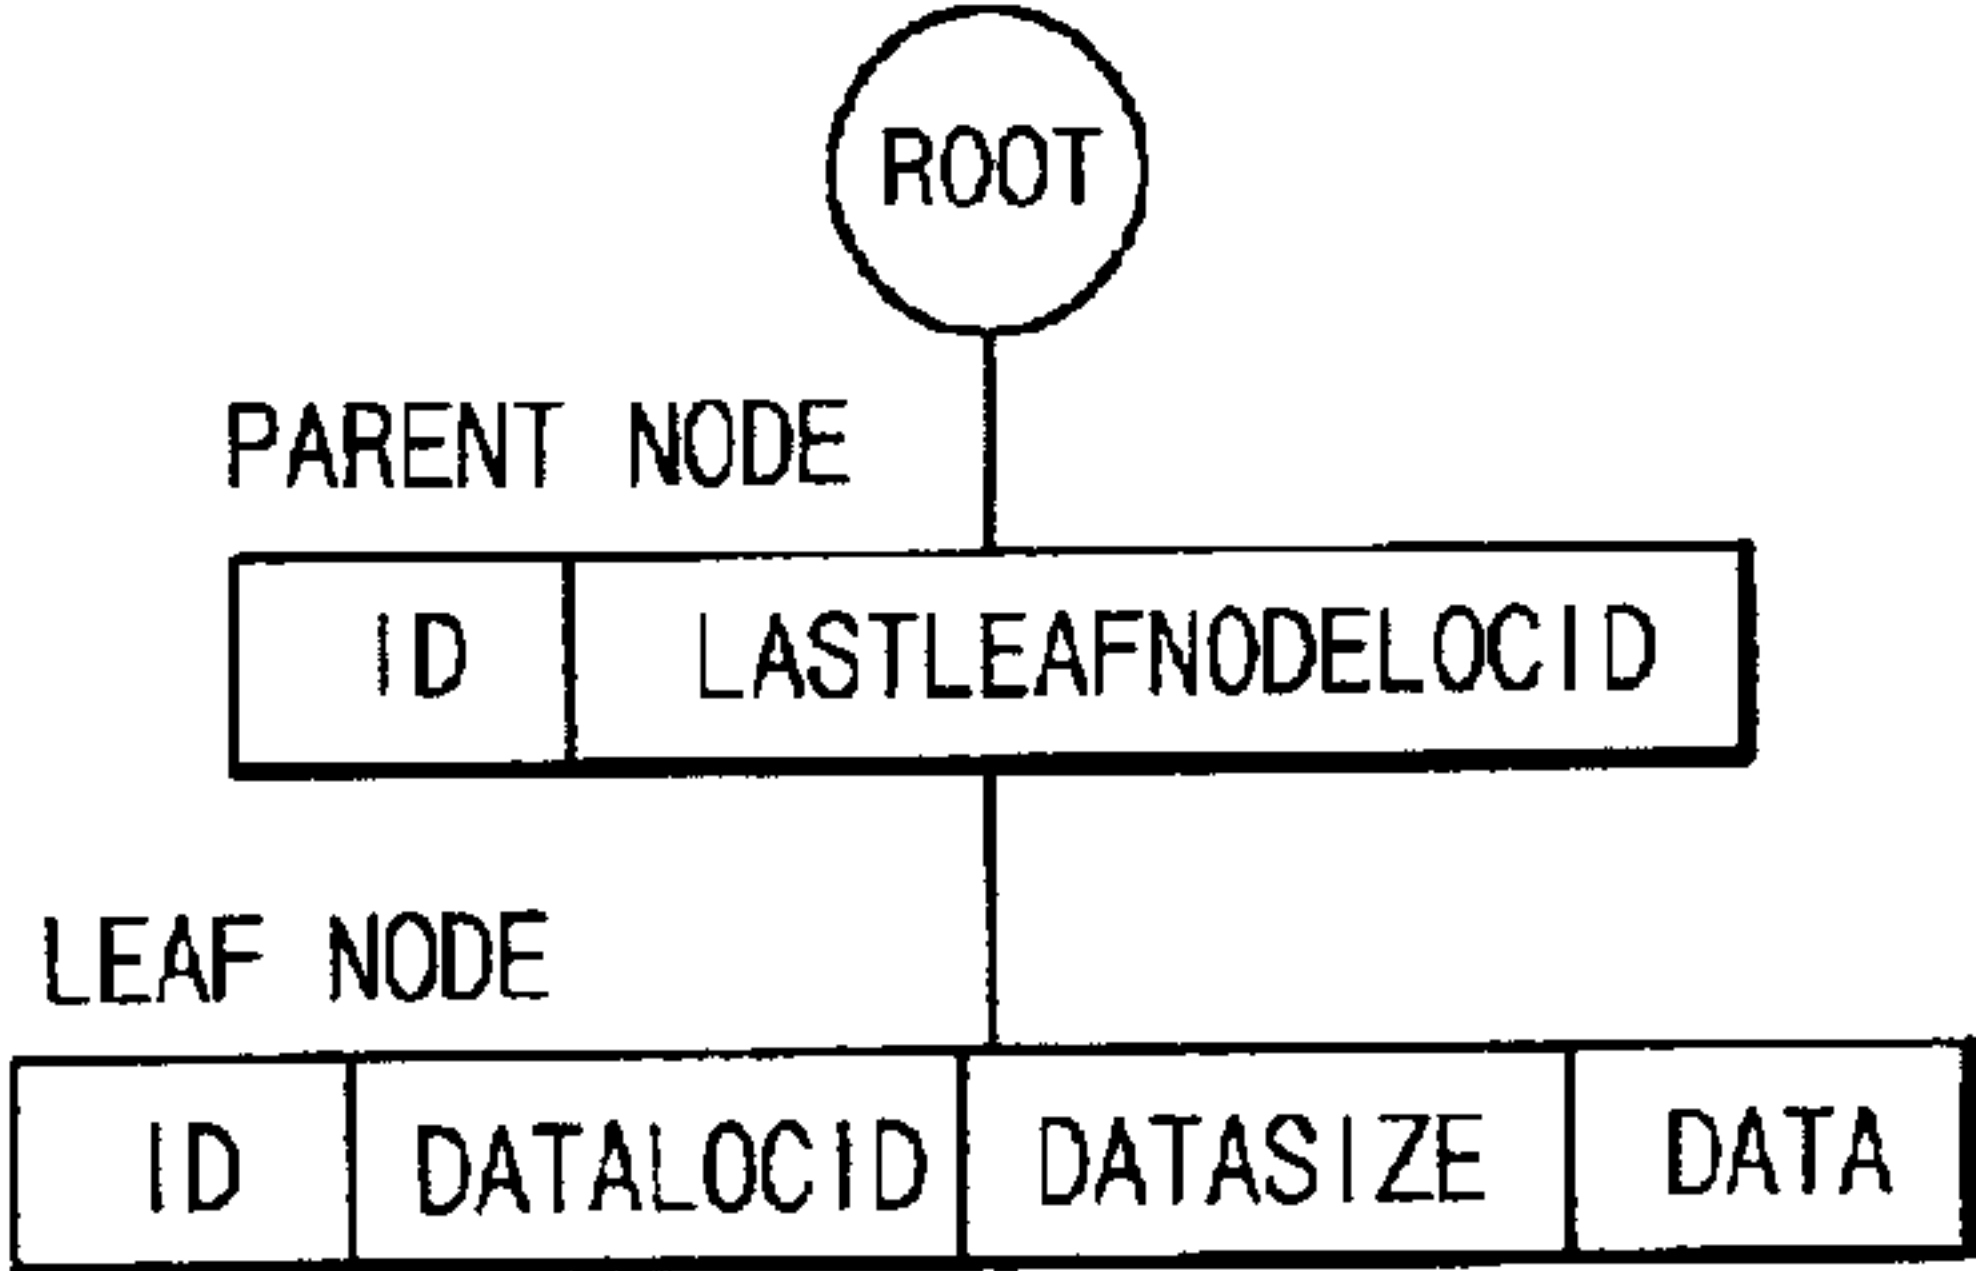 ROOT
PARENT NODE
ID LASTLEAFNODELOCID
LEAF NODE
ID DATALOCID DATASIZE DATA